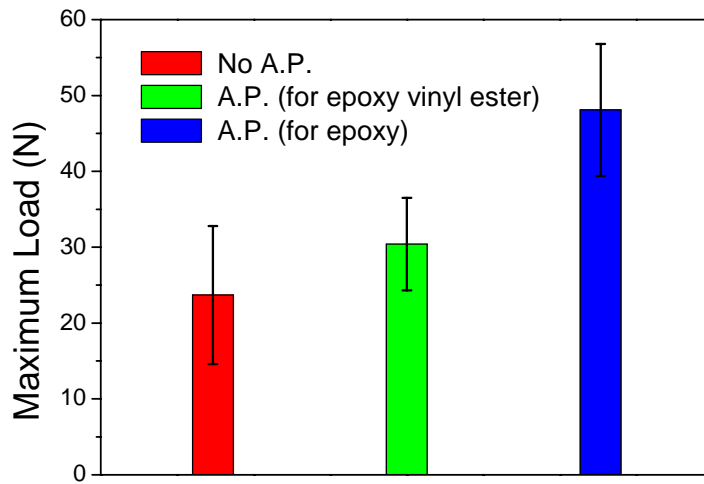 60
50
40
30
20
10
0
Maximum Load (N)
No A.P.
A.P. (for epoxy vinyl ester)
A.P. (for epoxy)